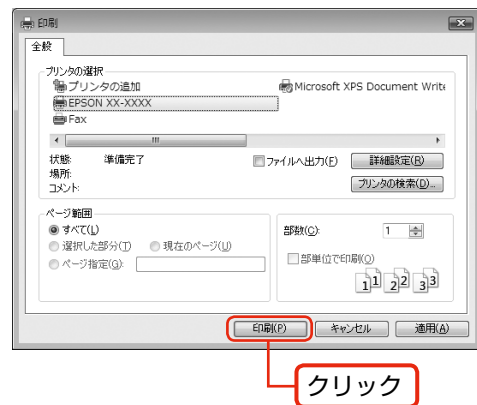 印刷
全般
プリンタの選択
プリンタの追加
Microsoft XPS Document Write
EPSON XX-XXXX
Fax
状態: 準備完了
ファイルへ出力(F)
詳細設定(R)
場所:
コメント:
プリンタの検索(D)...
ページ範囲
すべて(L)
選択した部分(T) 現在のページ(U)
ページ指定(G):
部数(C): 1
部単位で印刷(O)
11 22 33
印刷(P) キャンセル 適用(A)
クリック